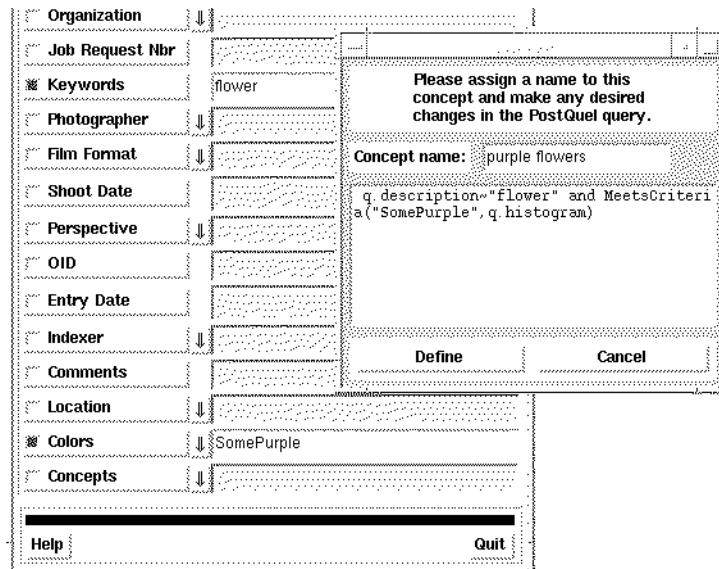 Organization
Job Request Nbr
Keywords
flower
Photographer
Film Format
Shoot Date
Perspective
OID
Entry Date
Indexer
Comments
Location
Colors
SomePurple
Concepts
Help
Quit
Please assign a name to this
concept and make any desired
changes in the PostQuel query.
Concept name:
purple flowers
q.description~"flower" and MeetsCriteri
a("SomePurple",q.histogram)
Define
Cancel